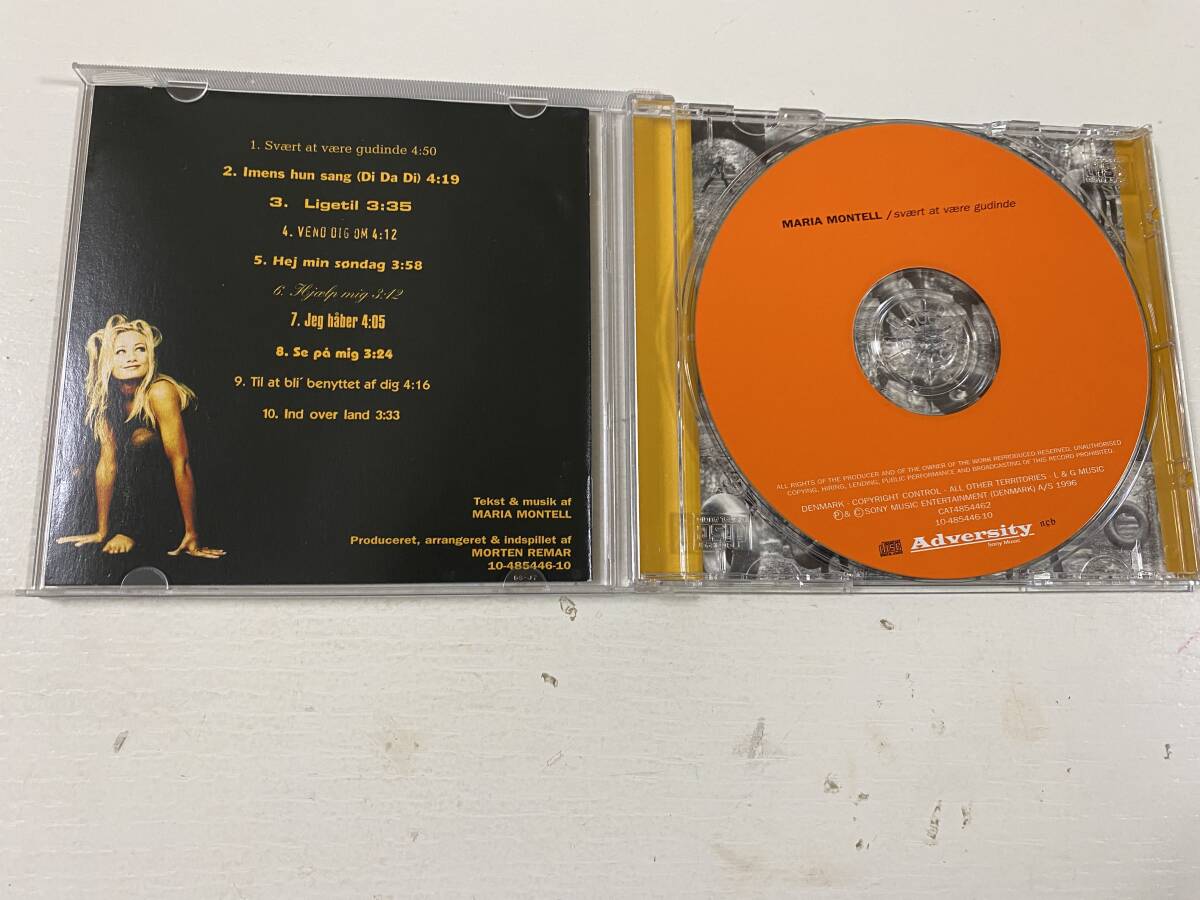 1. Svært at være gudinde 4:50
2. Imens hun sang (Di Da Di) 4:19
3. Ligetil 3:35
4. VEND DIG OM 4:12
5. Hej min søndag 3:58
6. Hjælp mig 3:12
7. Jeg håber 4:05
8. Se på mig 3:24
9. Til at bli´ benyttet af dig 4:16
10. Ind over land 3:33
Tekst & musik af
MARIA MONTELL
Produceret, arrangeret & indspillet af
MORTEN REMAR
10-485446-10
MARIA MONTELL / svært at være gudinde
ALL RIGHTS OF THE PRODUCER AND OF THE OWNER OF THE WORK REPRODUCED RESERVED. UNAUTHORISED
COPYING, HIRING, LENDING, PUBLIC PERFORMANCE AND BROADCASTING OF THIS RECORD PROHIBITED.
DENMARK - COPYRIGHT CONTROL - ALL OTHER TERRITORIES - L & G MUSIC
℗ & © SONY MUSIC ENTERTAINMENT (DENMARK) A/S 1996
CAT4854462
10-485446-10
disc Adversity ncb
Sony Music